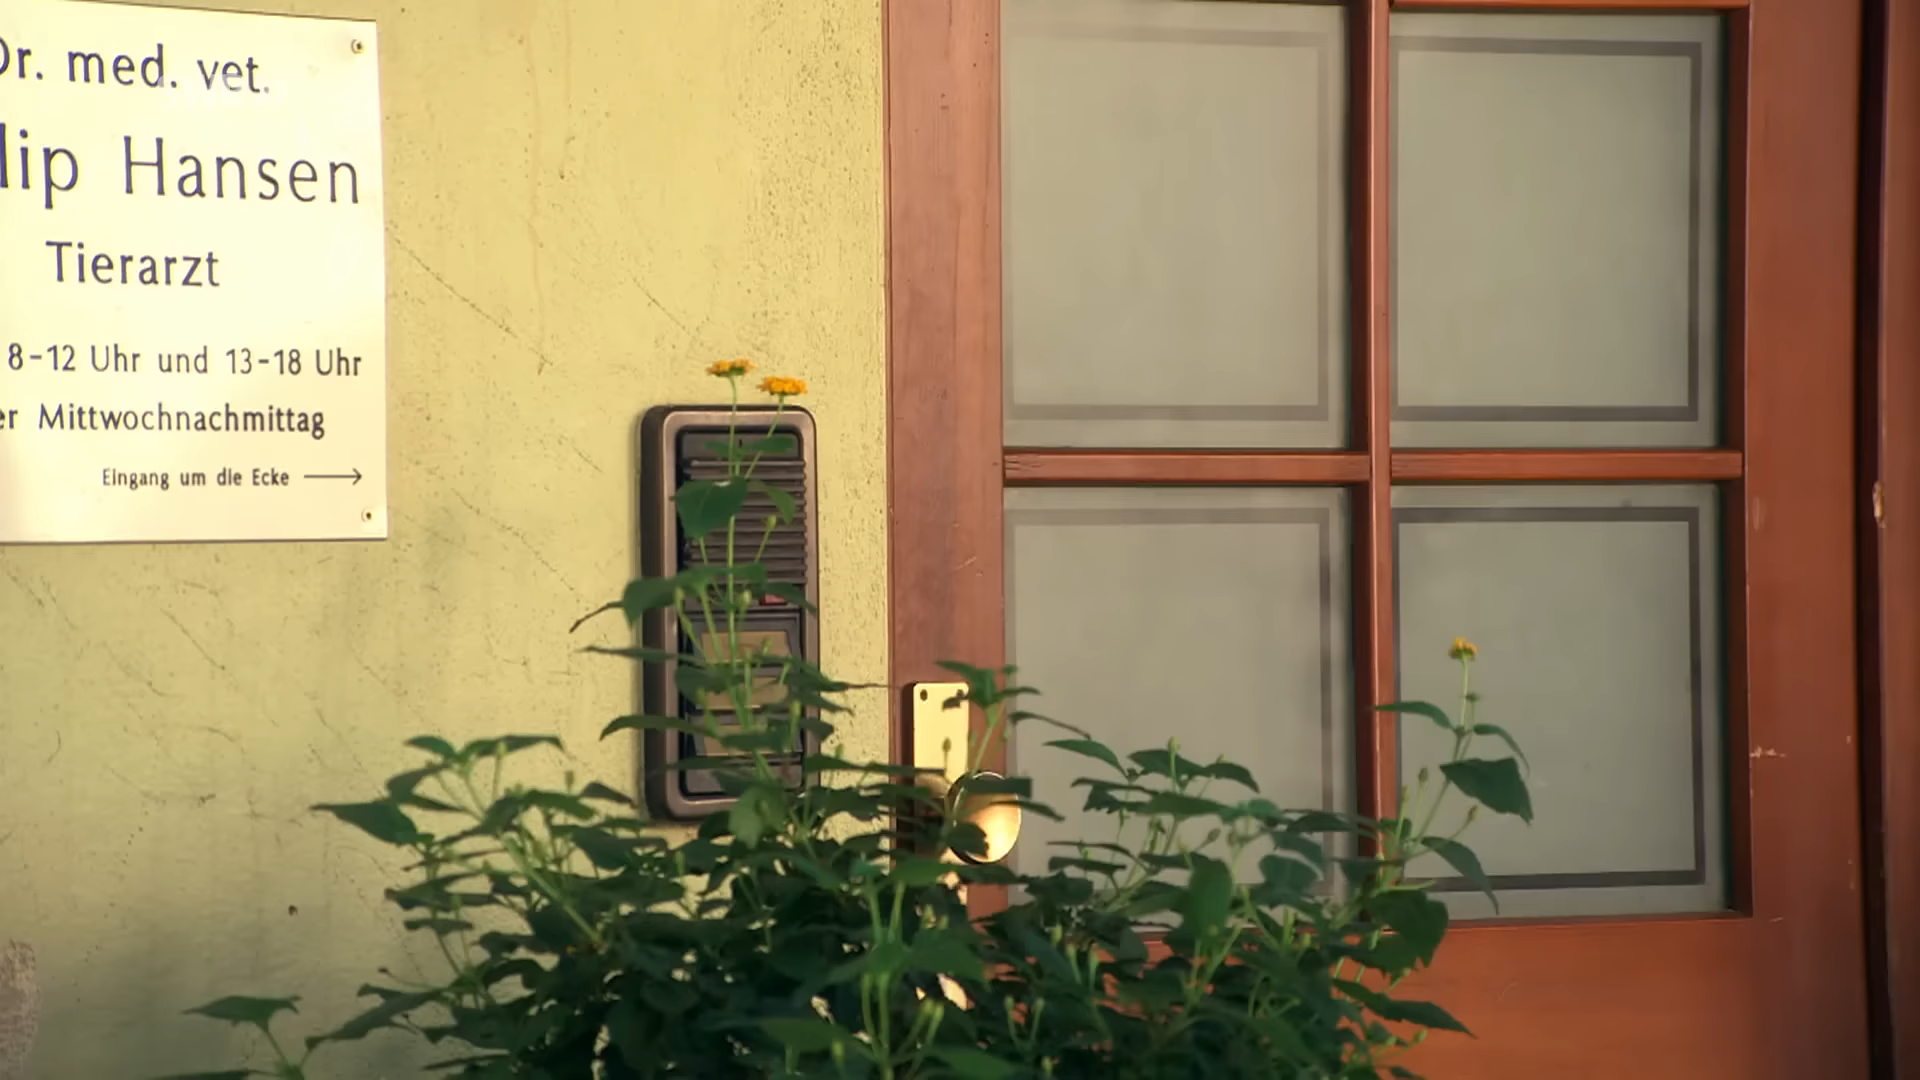 Dr. med. vet.
lip Hansen
Tierarzt
8-12 Uhr und 13-18 Uhr
er Mittwochnachmittag
Eingang um die Ecke →